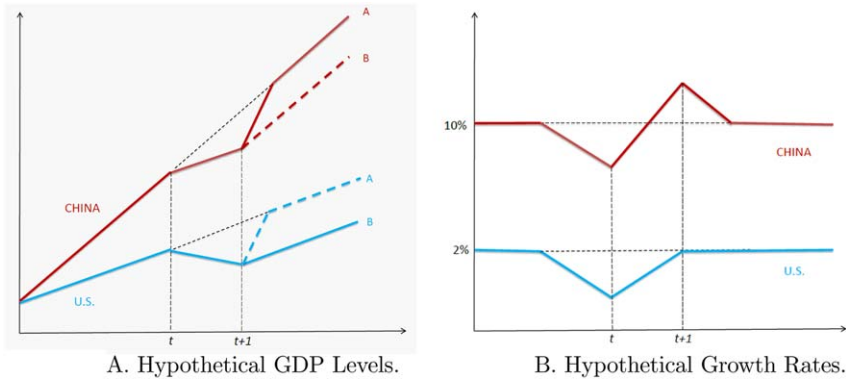 A
B
CHINA
A
B
U.S.
t
t+1
A. Hypothetical GDP Levels.
10%
CHINA
2%
U.S.
t
t+1
B. Hypothetical Growth Rates.